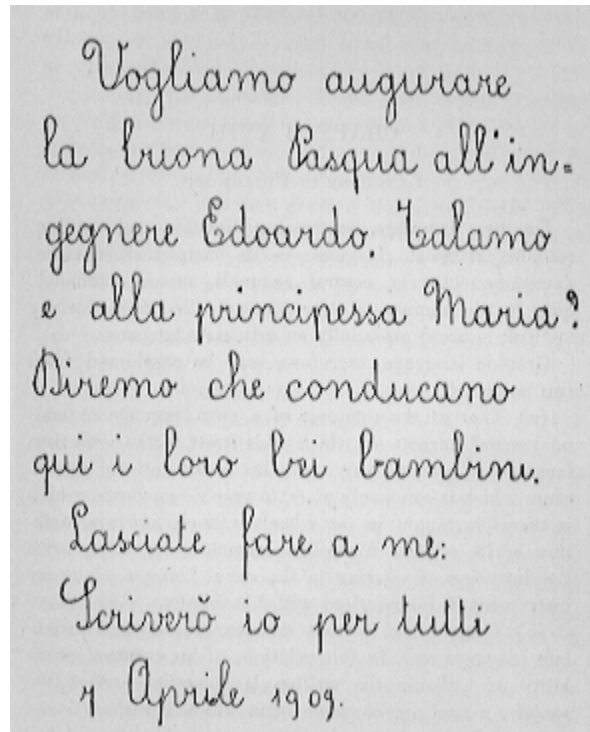 Vogliamo augurare
la buona Pasqua all'in=
gegnere Edoardo. Talamo
e alla principessa Maria?
Diremo che conducano
qui i loro bei bambini.
Lasciate fare a me:
Scriverò io per tutti
7 Aprile 1909.